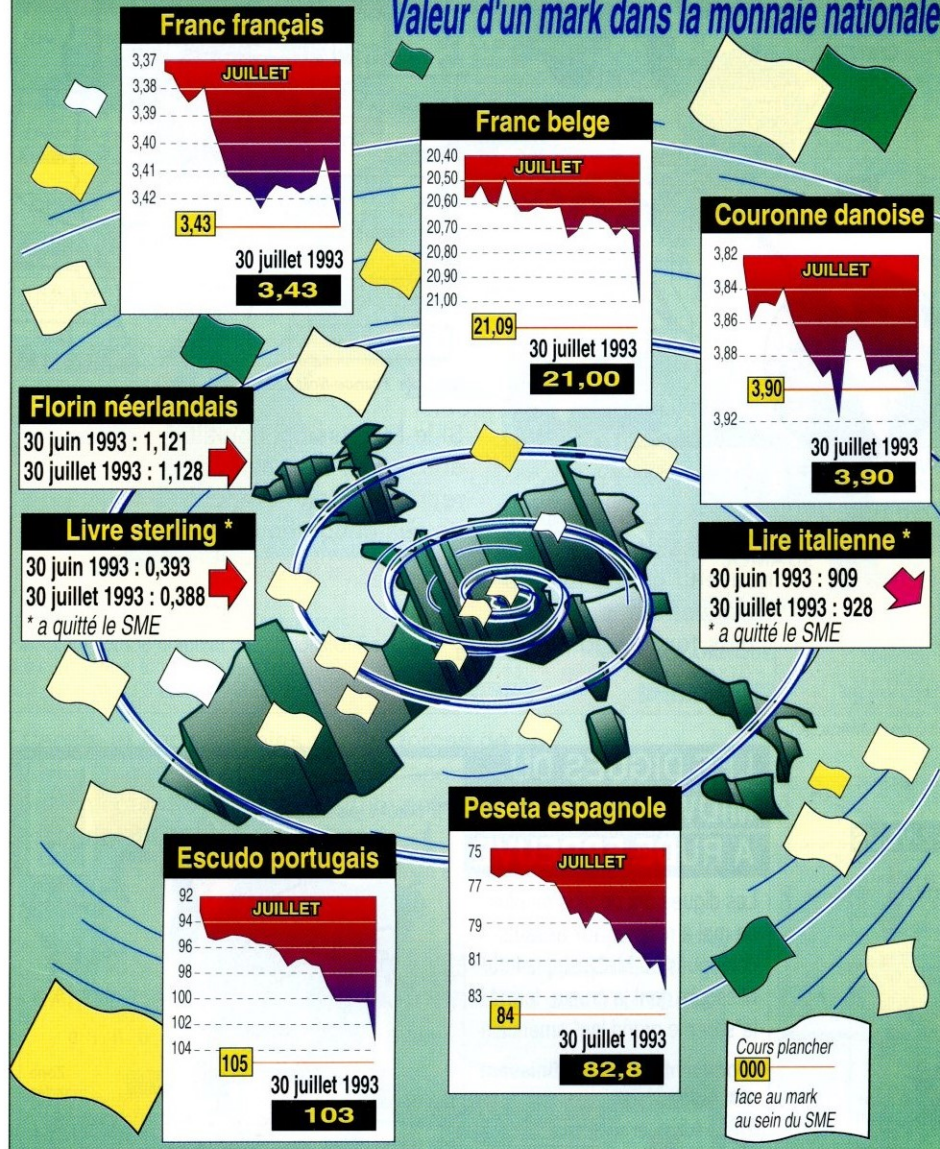 Valeur d'un mark dans la monnaie nationale
Franc français
JUILLET
3,37
3,38
3,39
3,40
3,41
3,42
3,43
30 juillet 1993
3,43
Franc belge
JUILLET
20,40
20,50
20,60
20,70
20,80
20,90
21,00
21,09
30 juillet 1993
21,00
Couronne danoise
JUILLET
3,82
3,84
3,86
3,88
3,90
3,92
30 juillet 1993
3,90
Florin néerlandais
30 juin 1993 : 1,121
30 juillet 1993 : 1,128
Livre sterling *
30 juin 1993 : 0,393
30 juillet 1993 : 0,388
* a quitté le SME
Lire italienne *
30 juin 1993 : 909
30 juillet 1993 : 928
* a quitté le SME
Escudo portugais
JUILLET
92
94
96
98
100
102
104
105
30 juillet 1993
103
Peseta espagnole
JUILLET
75
77
79
81
83
84
30 juillet 1993
82,8
Cours plancher
000
face au mark
au sein du SME